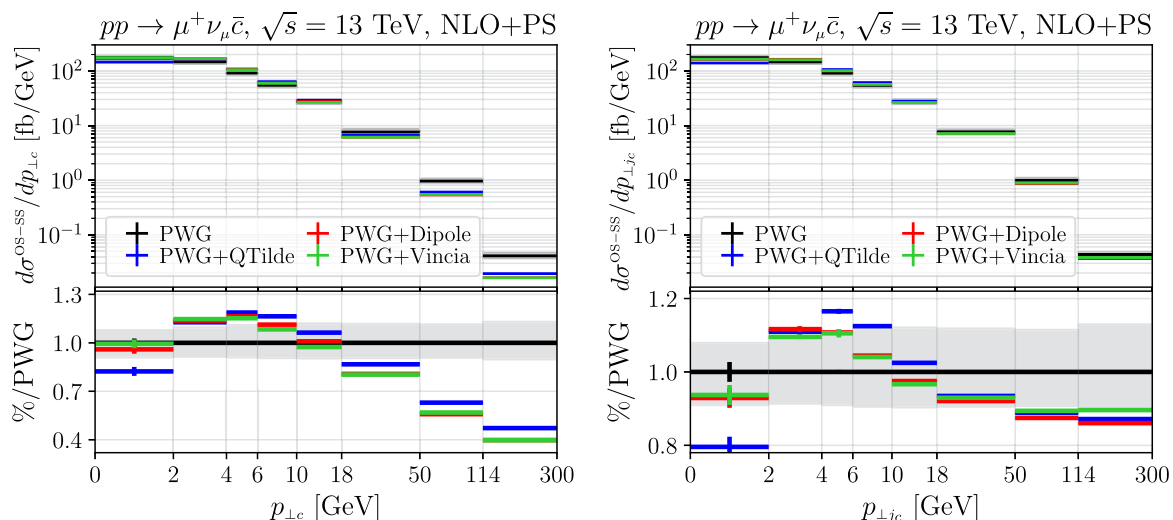 pp → μ⁺ν_μ c̄, √s = 13 TeV, NLO+PS
dσ^{OS−SS}/dp_{⊥c} [fb/GeV]
10²
10¹
10⁰
10⁻¹
PWG
PWG+QTilde
PWG+Dipole
PWG+Vincia
%/PWG
1.3
1.0
0.7
0.4
0 2 4 6 10 18 50 114 300
p_{⊥c} [GeV]
pp → μ⁺ν_μ c̄, √s = 13 TeV, NLO+PS
dσ^{OS−SS}/dp_{⊥j_c} [fb/GeV]
10²
10¹
10⁰
10⁻¹
PWG
PWG+QTilde
PWG+Dipole
PWG+Vincia
%/PWG
1.2
1.0
0.8
0 2 4 6 10 18 50 114 300
p_{⊥j_c} [GeV]